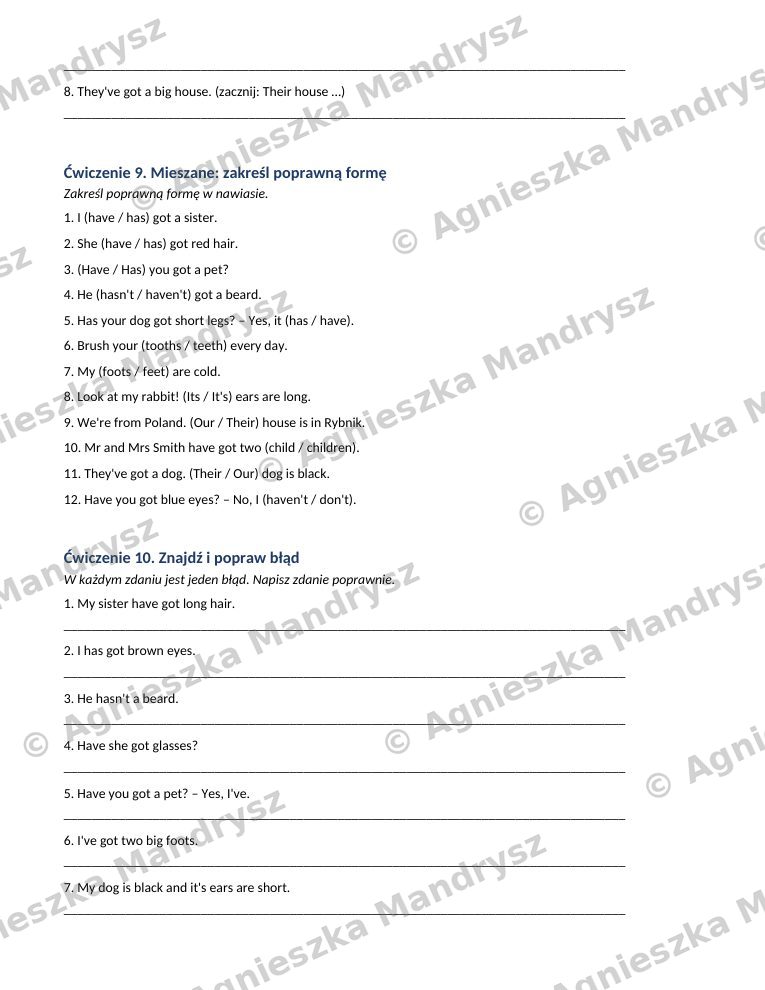 8. They've got a big house. (zacznij: Their house ...)
Ćwiczenie 9. Mieszane: zakreśl poprawną formę
Zakreśl poprawną formę w nawiasie.
1. I (have / has) got a sister.
2. She (have / has) got red hair.
3. (Have / Has) you got a pet?
4. He (hasn't / haven't) got a beard.
5. Has your dog got short legs? – Yes, it (has / have).
6. Brush your (tooths / teeth) every day.
7. My (foots / feet) are cold.
8. Look at my rabbit! (Its / It's) ears are long.
9. We're from Poland. (Our / Their) house is in Rybnik.
10. Mr and Mrs Smith have got two (child / children).
11. They've got a dog. (Their / Our) dog is black.
12. Have you got blue eyes? – No, I (haven't / don't).
Ćwiczenie 10. Znajdź i popraw błąd
W każdym zdaniu jest jeden błąd. Napisz zdanie poprawnie.
1. My sister have got long hair.
2. I has got brown eyes.
3. He hasn't a beard.
4. Have she got glasses?
5. Have you got a pet? – Yes, I've.
6. I've got two big foots.
7. My dog is black and it's ears are short.
© Agnieszka Mandrysz